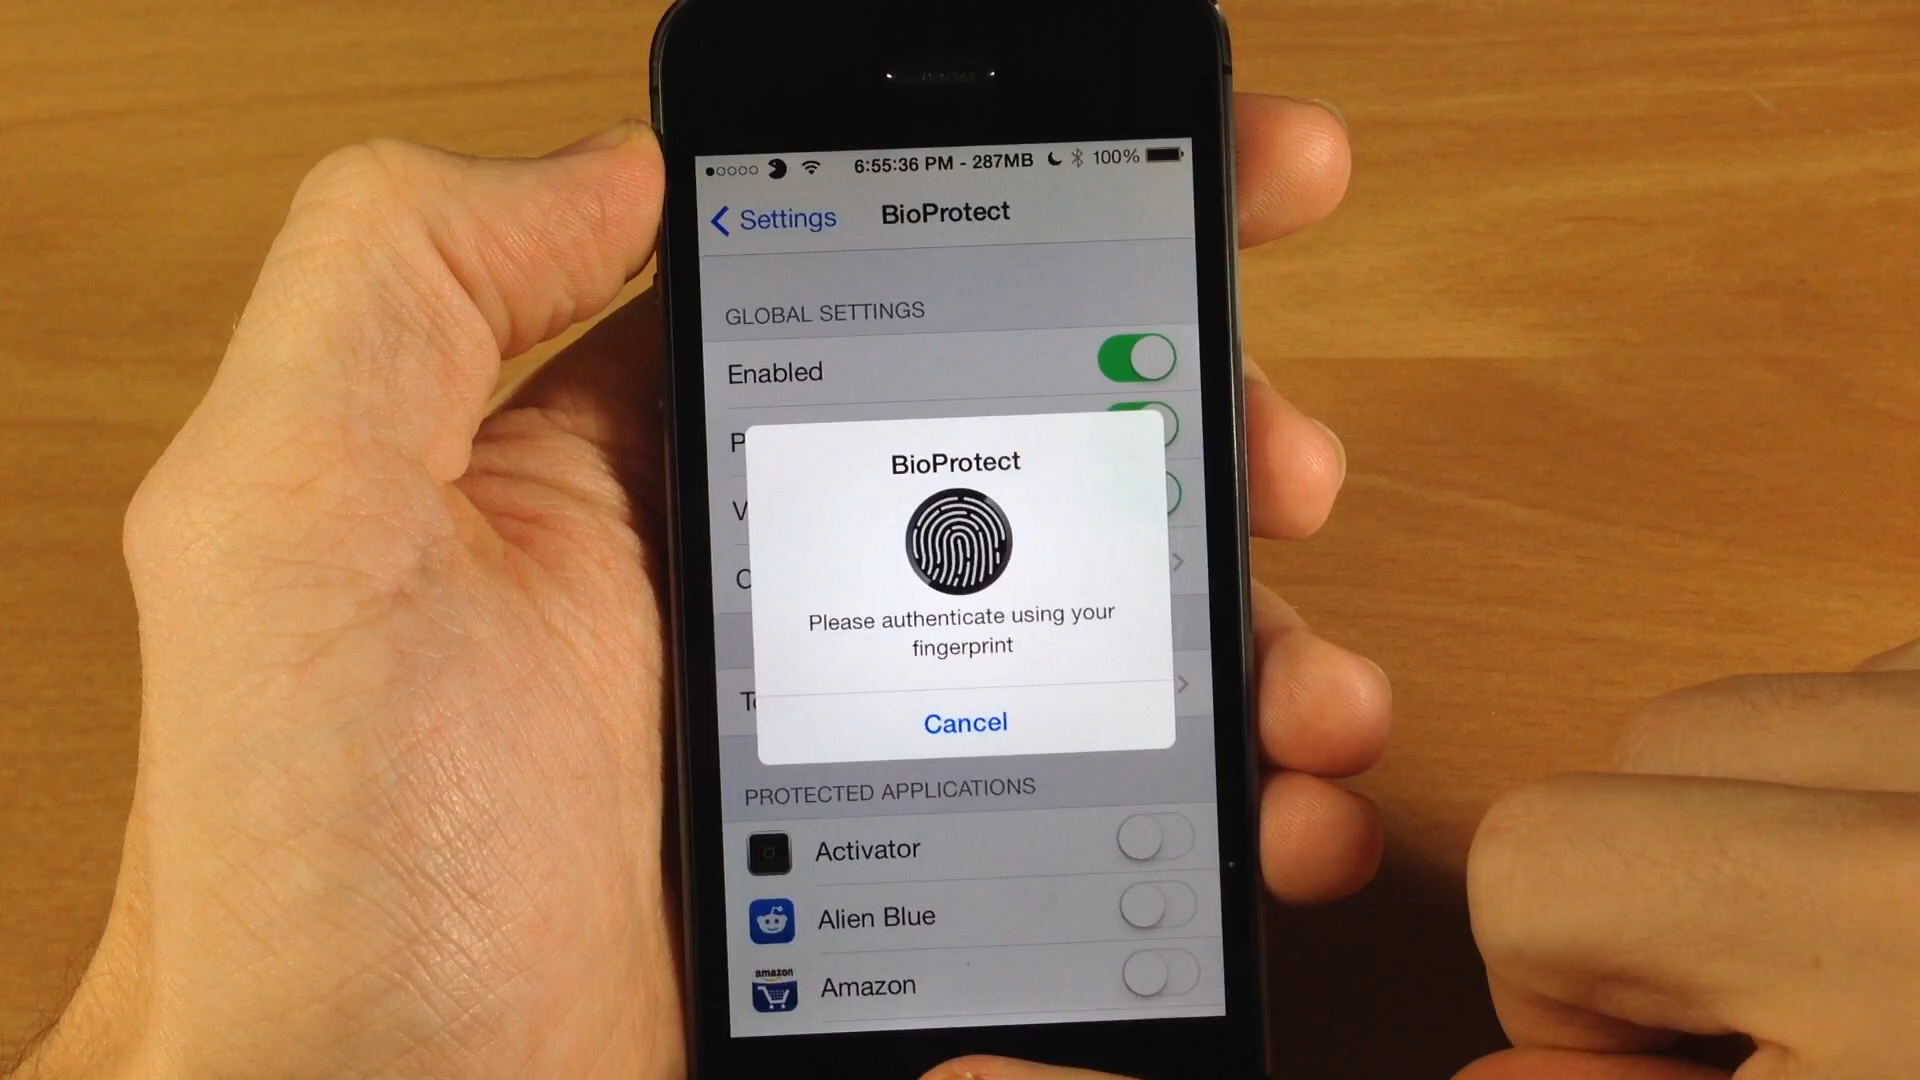 6:55:36 PM - 287MB 100%
Settings BioProtect
GLOBAL SETTINGS
Enabled
BioProtect
Please authenticate using your
fingerprint
Cancel
PROTECTED APPLICATIONS
Activator
Alien Blue
amazon
Amazon